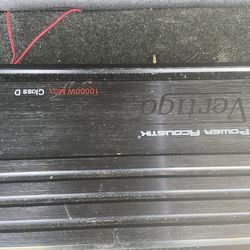 Power Acoustik
Vertigo
10000W Max Class D